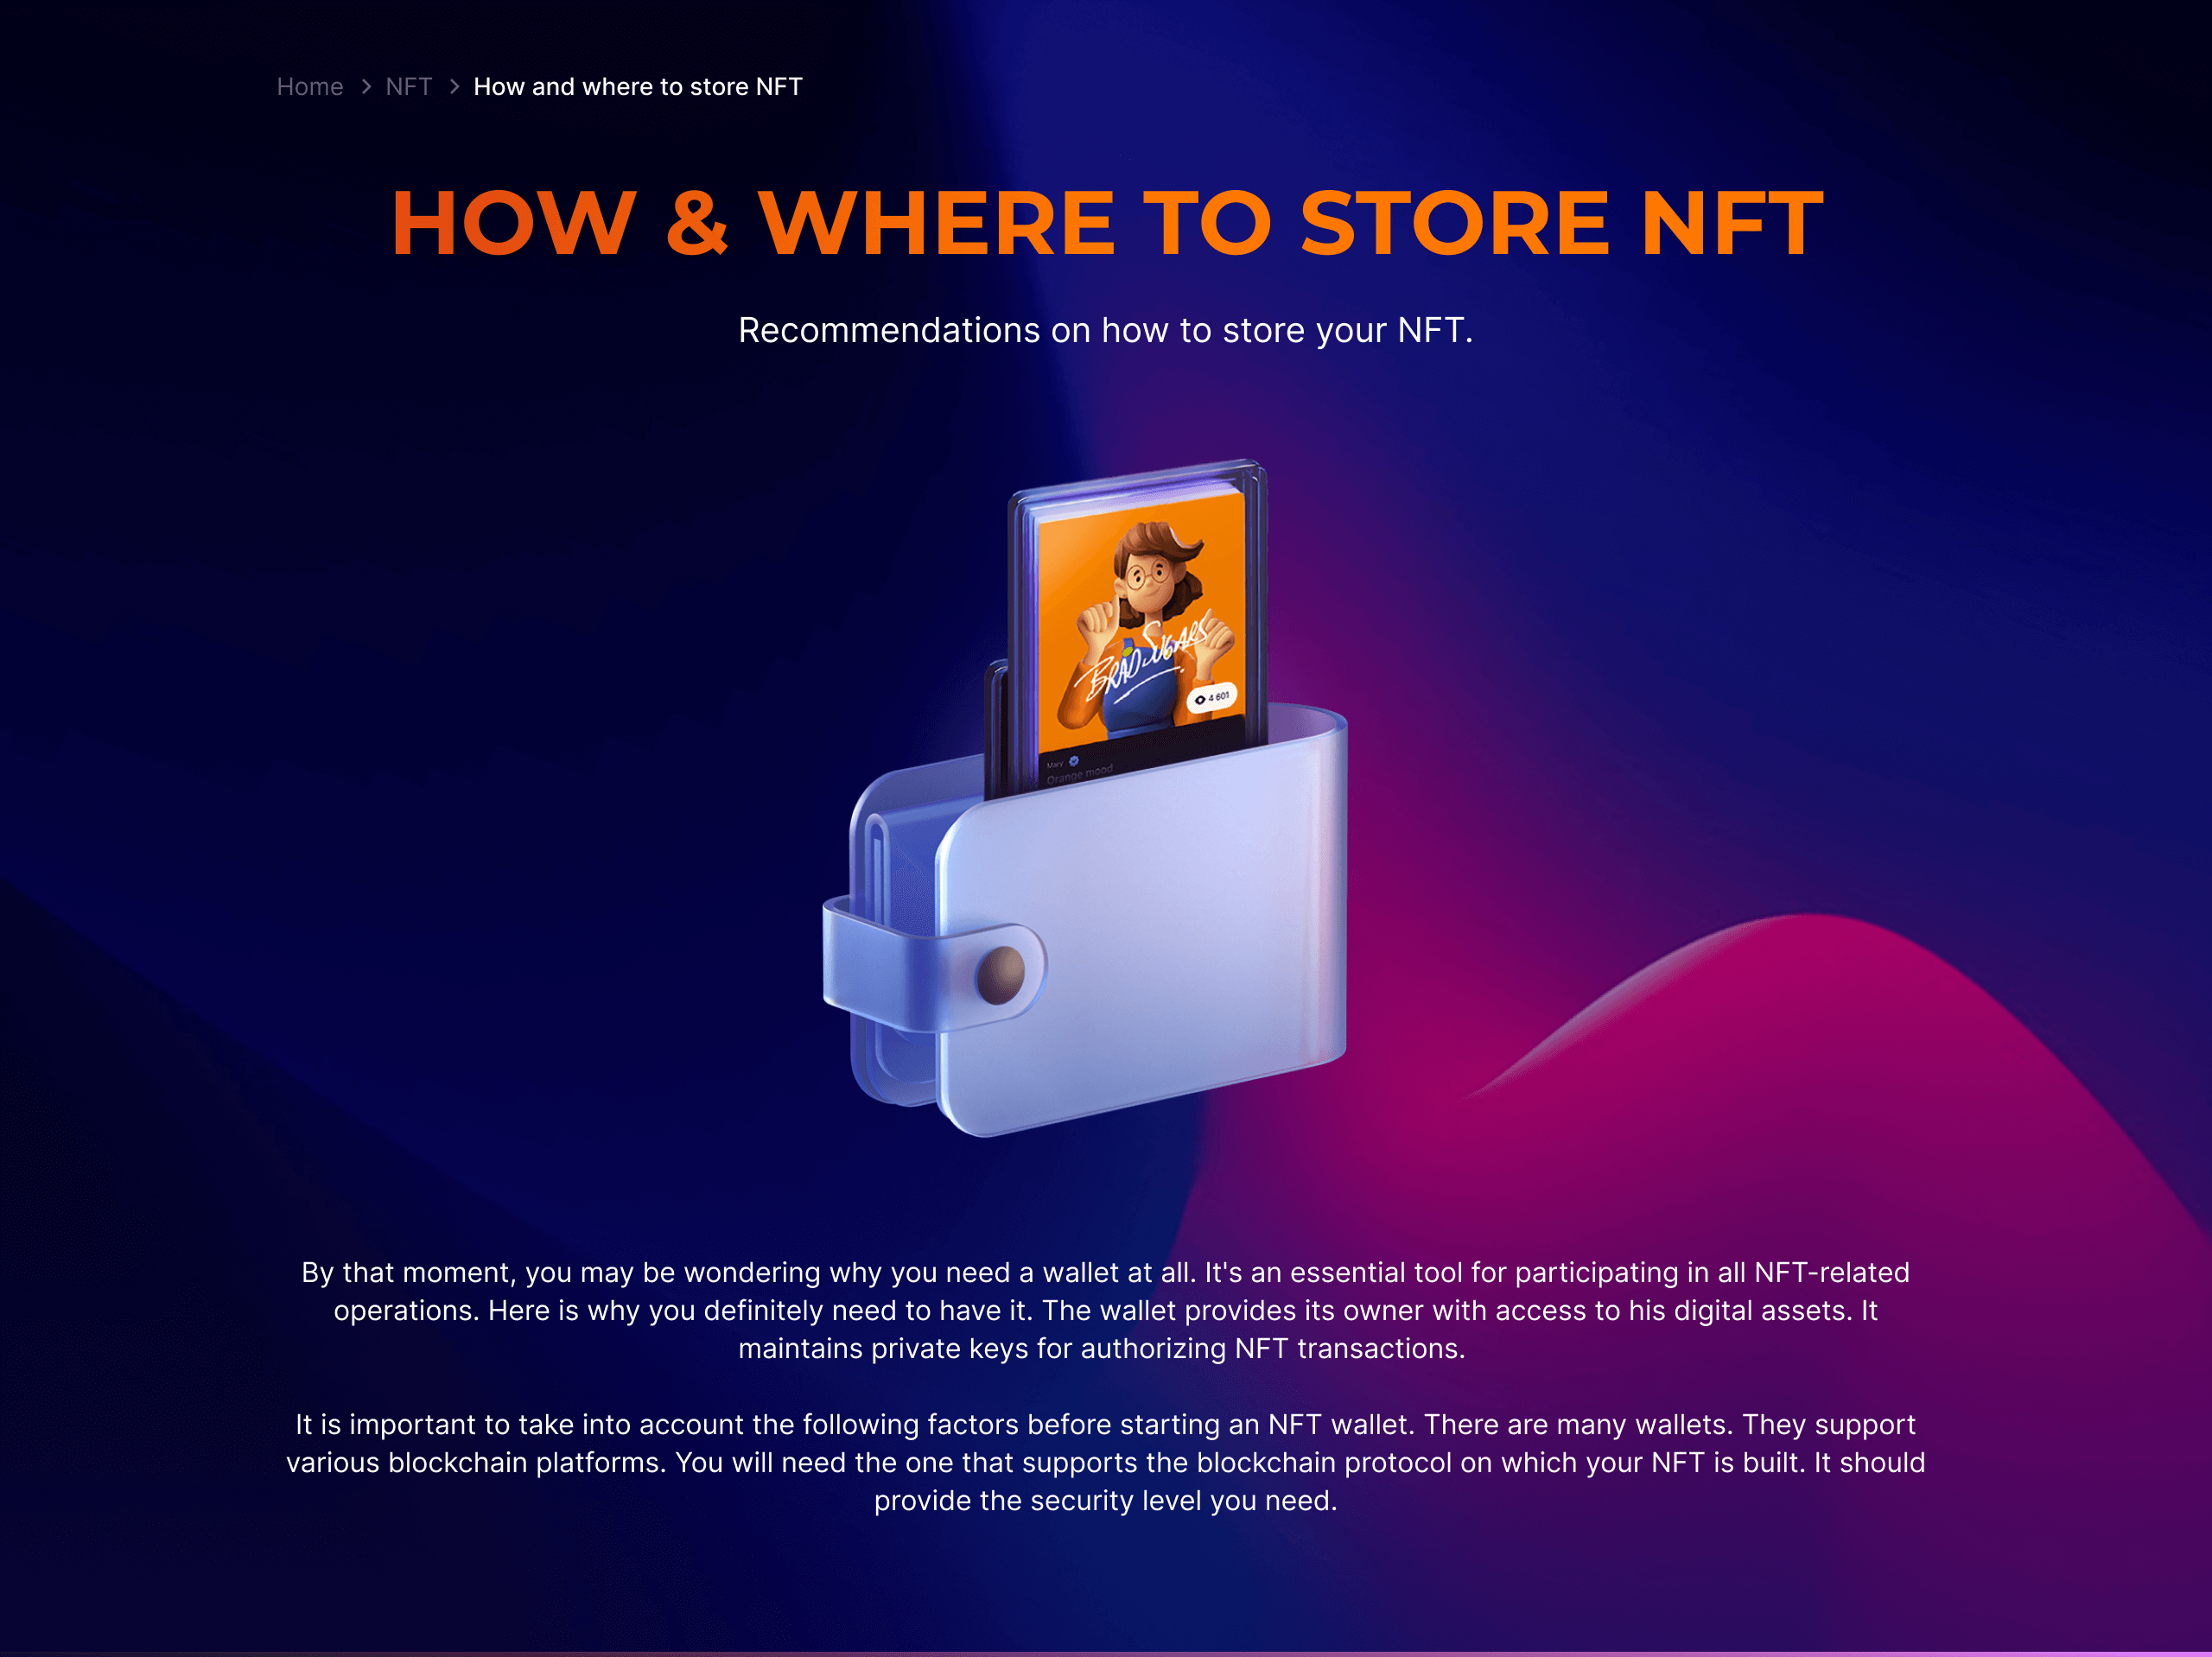 Home > NFT > How and where to store NFT
HOW & WHERE TO STORE NFT
Recommendations on how to store your NFT.
BRAD SUGARS
4 601
Mary
Orange mood
By that moment, you may be wondering why you need a wallet at all. It's an essential tool for participating in all NFT-related
operations. Here is why you definitely need to have it. The wallet provides its owner with access to his digital assets. It
maintains private keys for authorizing NFT transactions.
It is important to take into account the following factors before starting an NFT wallet. There are many wallets. They support
various blockchain platforms. You will need the one that supports the blockchain protocol on which your NFT is built. It should
provide the security level you need.